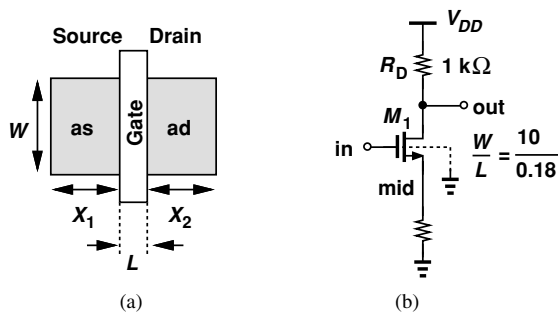 Source Drain
W
as
Gate
ad
X1
X2
L
(a)
VDD
RD 1 kΩ
M1
out
in
W/L = 10/0.18
mid
(b)